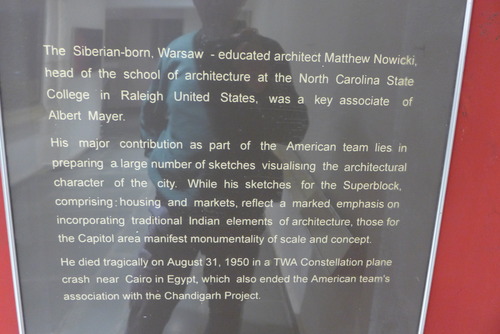 The Siberian-born, Warsaw - educated architect Matthew Nowicki,
head of the school of architecture at the North Carolina State
College in Raleigh United States, was a key associate of
Albert Mayer.
His major contribution as part of the American team lies in
preparing a large number of sketches visualising the architectural
character of the city. While his sketches for the Superblock,
comprising: housing and markets, reflect a marked emphasis on
incorporating traditional Indian elements of architecture, those for
the Capitol area manifest monumentality of scale and concept.
He died tragically on August 31, 1950 in a TWA Constellation plane
crash near Cairo in Egypt, which also ended the American team's
association with the Chandigarh Project.